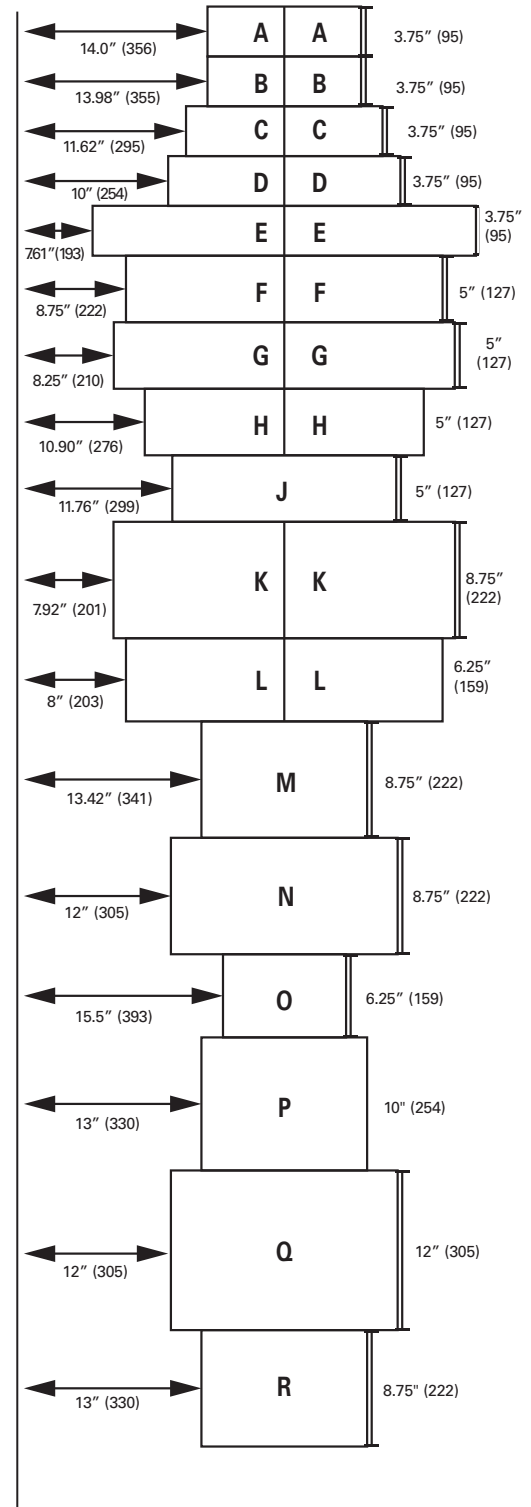 A A 3.75″ (95)
14.0″ (356)
B B 3.75″ (95)
13.98″ (355)
C C 3.75″ (95)
11.62″ (295)
D D 3.75″ (95)
10″ (254)
E E 3.75″
(95)
7.61″(193)
F F 5″ (127)
8.75″ (222)
G G 5″
(127)
8.25″ (210)
H H 5″ (127)
10.90″ (276)
J 5″ (127)
11.76″ (299)
K K 8.75″
(222)
7.92″ (201)
L L 6.25″
(159)
8″ (203)
M 8.75″ (222)
13.42″ (341)
N 8.75″ (222)
12″ (305)
O 6.25″ (159)
15.5″ (393)
P 10" (254)
13″ (330)
Q 12″ (305)
12″ (305)
R 8.75" (222)
13″ (330)